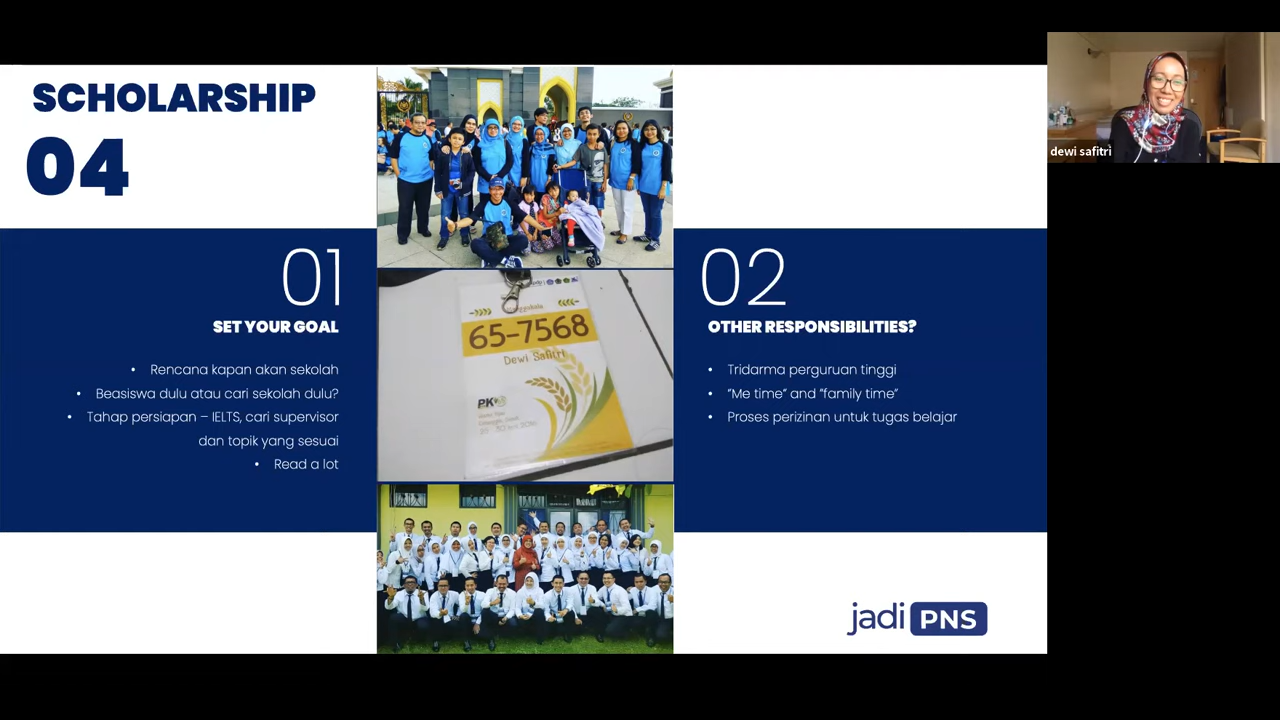 SCHOLARSHIP
04
01
SET YOUR GOAL
• Rencana kapan akan sekolah
• Beasiswa dulu atau cari sekolah dulu?
• Tahap persiapan – IELTS, cari supervisor
dan topik yang sesuai
• Read a lot
65-7568
Dewi Safitri
PK
02
OTHER RESPONSIBILITIES?
• Tridarma perguruan tinggi
• “Me time” and “family time”
• Proses perizinan untuk tugas belajar
jadi PNS
dewi safitri